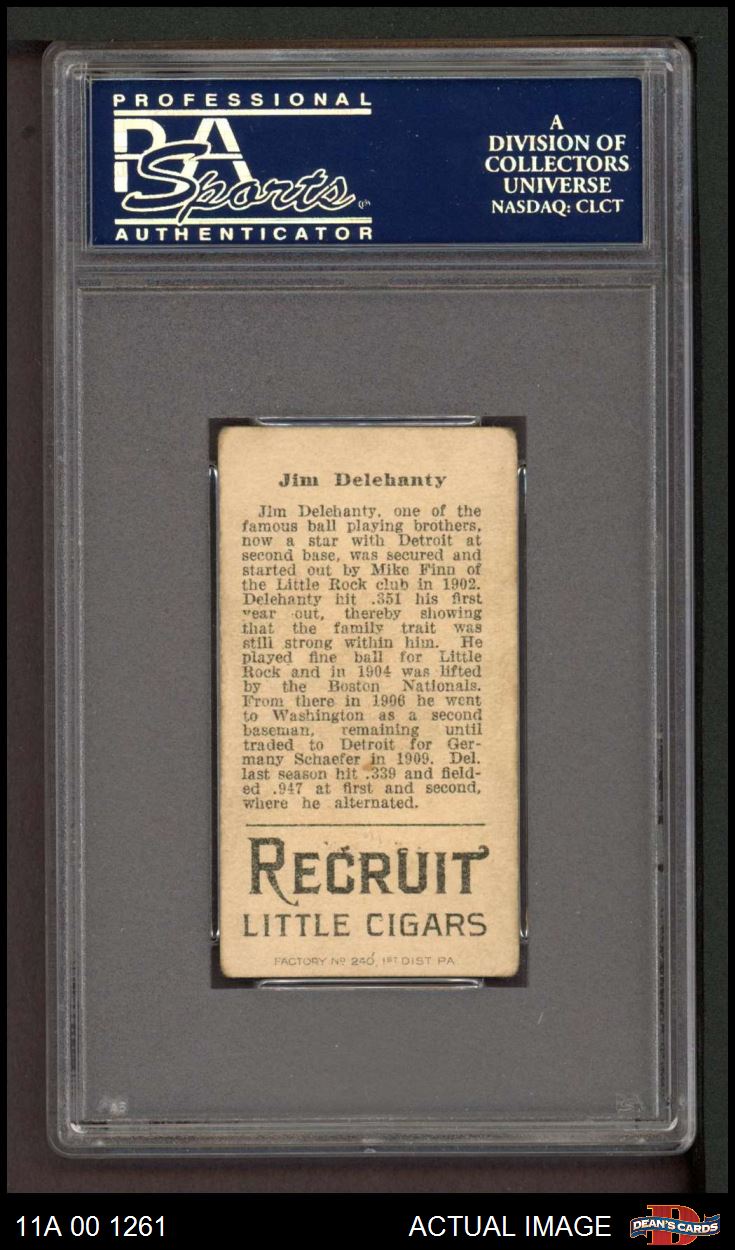 PROFESSIONAL
PSA
Sports
AUTHENTICATOR
A
DIVISION OF
COLLECTORS
UNIVERSE
NASDAQ: CLCT
Jim Delehanty
Jim Delehanty, one of the
famous ball playing brothers,
now a star with Detroit at
second base, was secured and
started out by Mike Finn of
the Little Rock club in 1902.
Delehanty hit .351 his first
year out, thereby showing
that the family trait was
still strong within him. He
played fine ball for Little
Rock and in 1904 was lifted
by the Boston Nationals.
From there in 1906 he went
to Washington as a second
baseman, remaining until
traded to Detroit for Ger-
many Schaefer in 1909. Del.
last season hit .339 and field-
ed .947 at first and second,
where he alternated.
RECRUIT
LITTLE CIGARS
FACTORY Nº 240, 1ST DIST PA.
11A 00 1261
ACTUAL IMAGE
D
DEAN'S CARDS